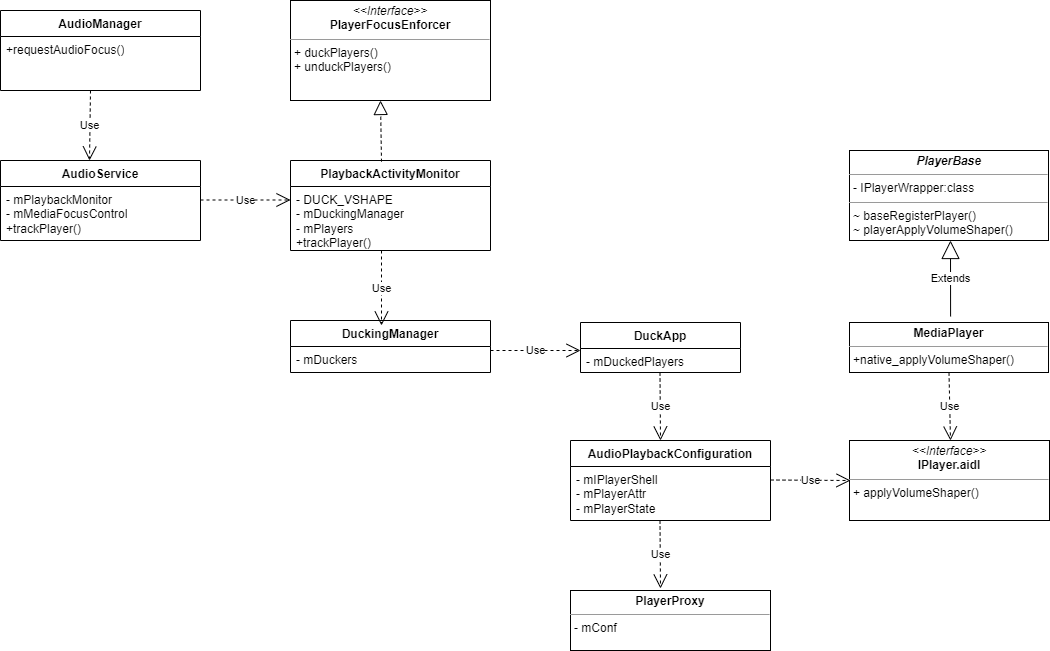 AudioManager
+requestAudioFocus()
<<Interface>>
PlayerFocusEnforcer
+ duckPlayers()
+ unduckPlayers()
Use
AudioService
- mPlaybackMonitor
- mMediaFocusControl
+trackPlayer()
Use
PlaybackActivityMonitor
- DUCK_VSHAPE
- mDuckingManager
- mPlayers
+trackPlayer()
PlayerBase
- IPlayerWrapper:class
~ baseRegisterPlayer()
~ playerApplyVolumeShaper()
Use
Extends
DuckingManager
- mDuckers
Use
DuckApp
- mDuckedPlayers
MediaPlayer
+native_applyVolumeShaper()
Use
Use
AudioPlaybackConfiguration
- mIPlayerShell
- mPlayerAttr
- mPlayerState
Use
<<Interface>>
IPlayer.aidl
+ applyVolumeShaper()
Use
PlayerProxy
- mConf